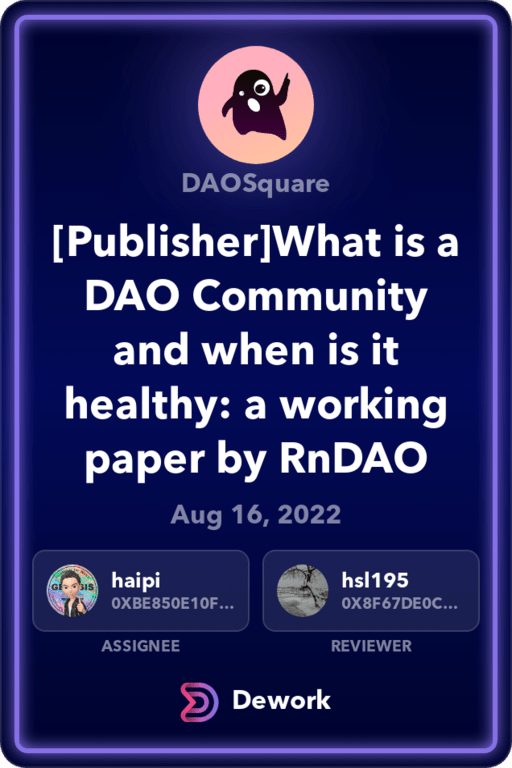 DAOSquare
[Publisher]What is a
DAO Community
and when is it
healthy: a working
paper by RnDAO
Aug 16, 2022
haipi
0XBE850E10F...
ASSIGNEE
hsl195
0X8F67DE0C...
REVIEWER
Dework